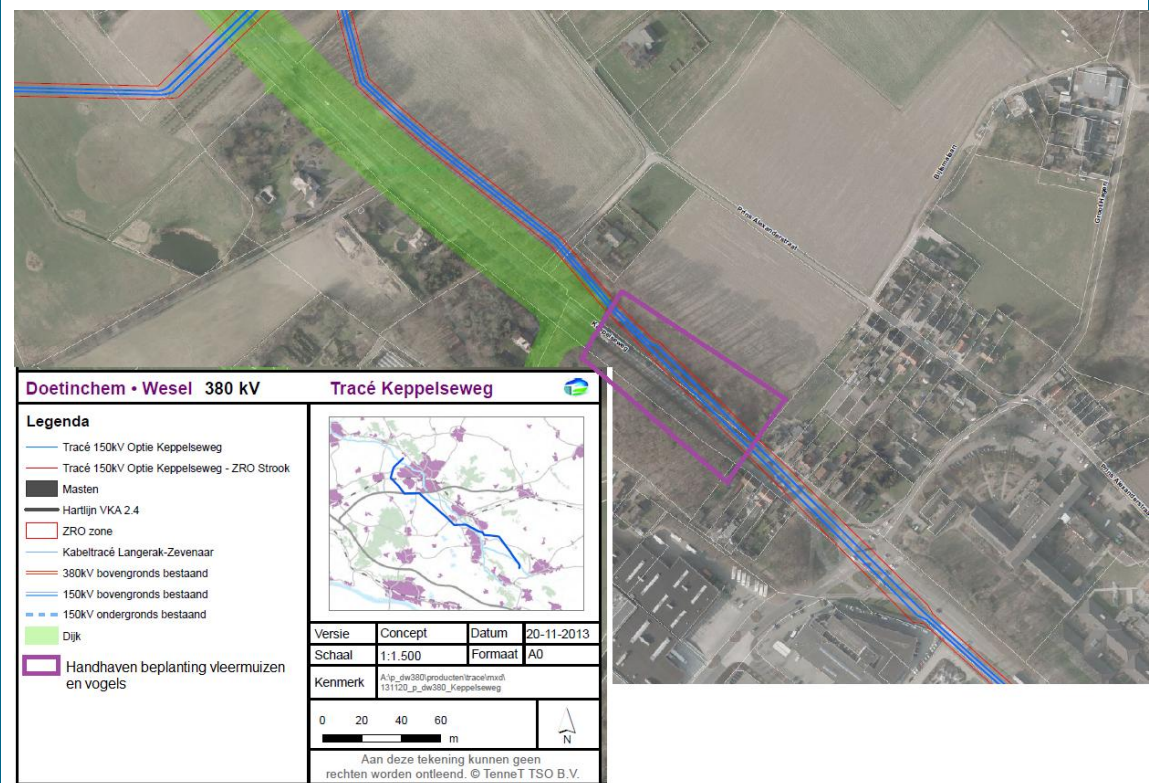 Bijlmatlaan
Groot Hagen
Prins Alexanderstraat
Keppelseweg
Prins Alexanderstraat
Doetinchem • Wesel 380 kV
Tracé Keppelseweg
Legenda
Tracé 150kV Optie Keppelseweg
Tracé 150kV Optie Keppelseweg - ZRO Strook
Masten
Hartlijn VKA 2.4
ZRO zone
Kabeltracé Langerak-Zevenaar
380kV bovengronds bestaand
150kV bovengronds bestaand
150kV ondergronds bestaand
Dijk
Handhaven beplanting vleermuizen
en vogels
Versie Concept Datum 20-11-2013
Schaal 1:1.500 Formaat A0
Kenmerk A:\p_dw380\producten\trace\mxd\
131120_p_dw380_Keppelseweg
0 20 40 60
m
N
Aan deze tekening kunnen geen
rechten worden ontleend. © TenneT TSO B.V.